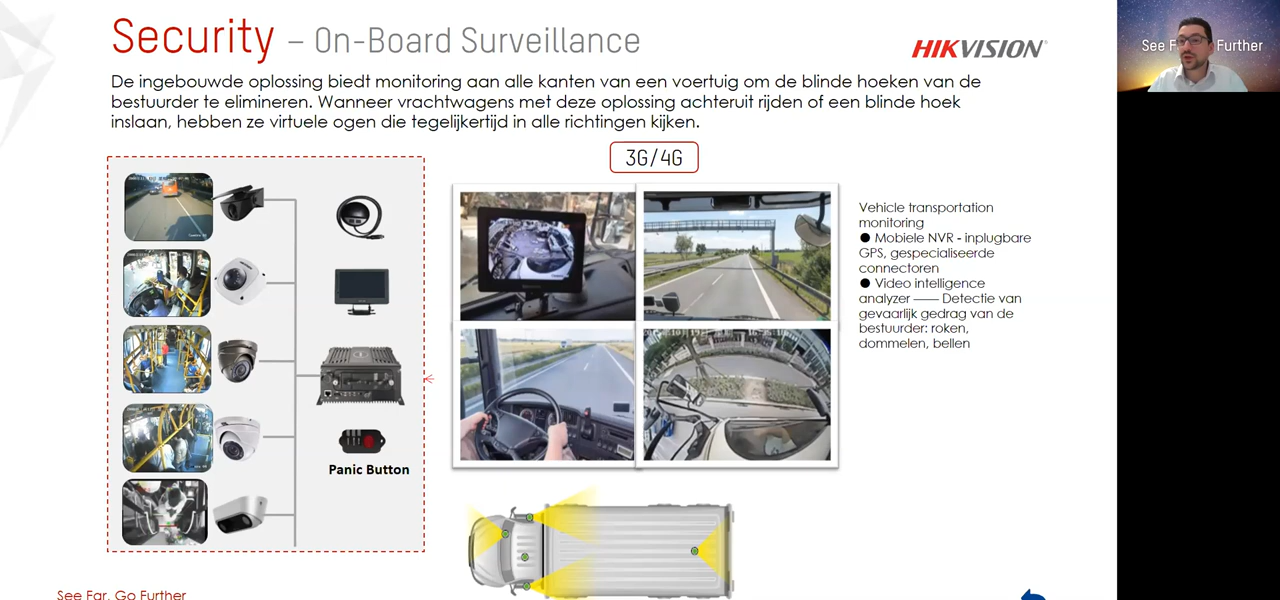 Security – On-Board Surveillance
HIKVISION
De ingebouwde oplossing biedt monitoring aan alle kanten van een voertuig om de blinde hoeken van de
bestuurder te elimineren. Wanneer vrachtwagens met deze oplossing achteruit rijden of een blinde hoek
inslaan, hebben ze virtuele ogen die tegelijkertijd in alle richtingen kijken.
3G/4G
Panic Button
Vehicle transportation
monitoring
● Mobiele NVR - inplugbare
GPS, gespecialiseerde
connectoren
● Video intelligence
analyzer —— Detectie van
gevaarlijk gedrag van de
bestuurder: roken,
dommelen, bellen
See Far, Go Further
See F Further